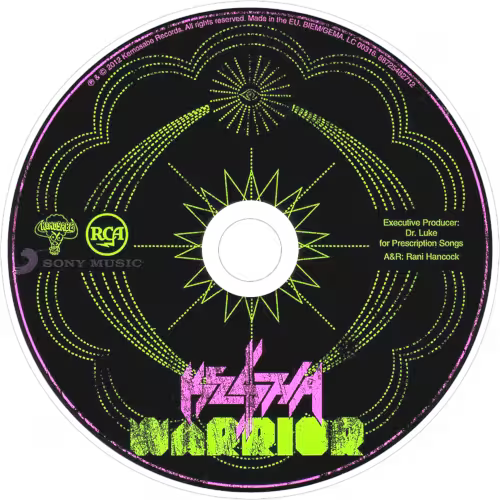 ℗ & © 2012 Kemosabe Records. All rights reserved. Made in the EU. BIEM/GEMA. LC 00316. 88725482712
KEMOSABE
RCA
SONY MUSIC
Executive Producer:
Dr. Luke
for Prescription Songs
A&R: Rani Hancock
KE$HA
WARRIOR